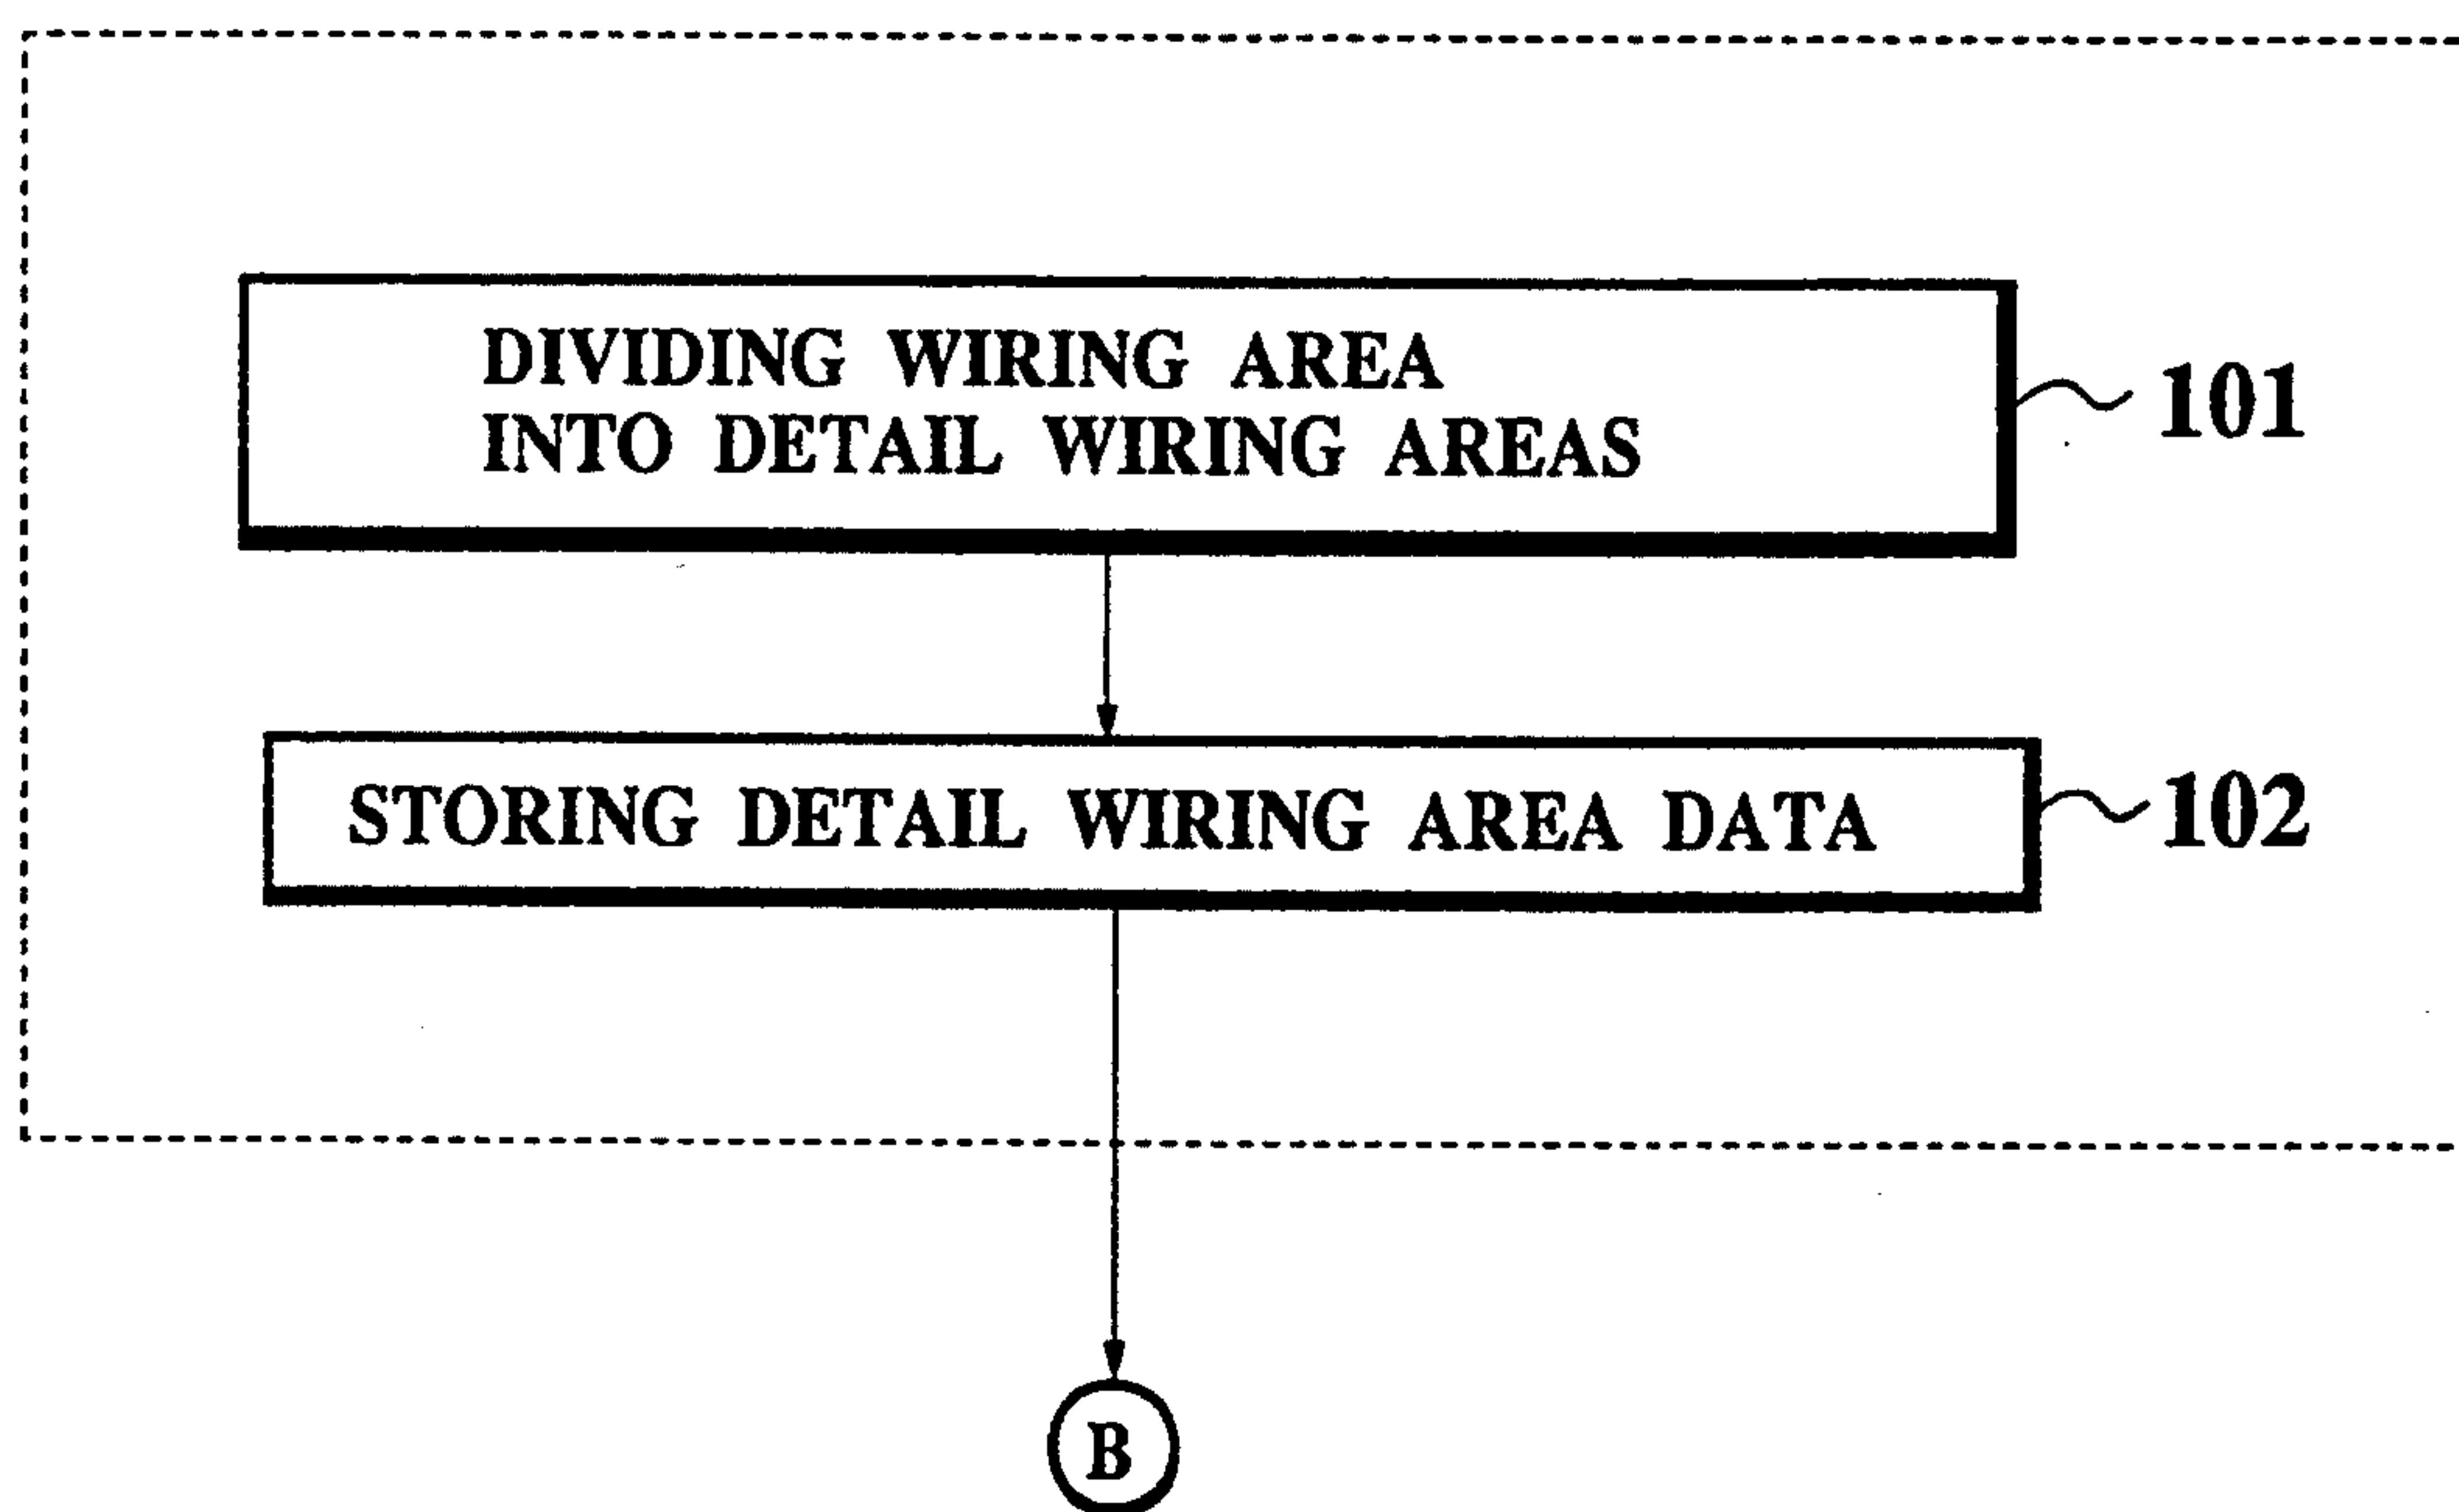 DIVIDING WIRING AREA
INTO DETAIL WIRING AREAS
101
STORING DETAIL WIRING AREA DATA
102
B